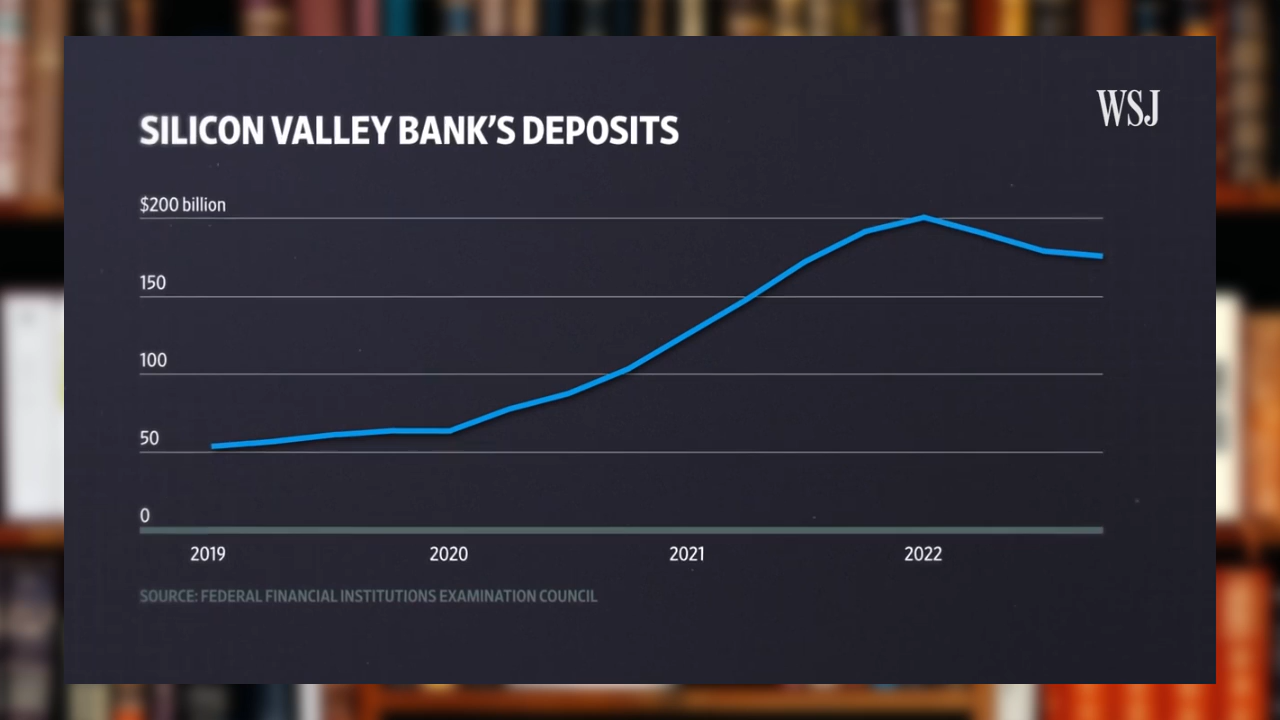 WSJ
SILICON VALLEY BANK'S DEPOSITS
$200 billion
150
100
50
0
2019 2020 2021 2022
SOURCE: FEDERAL FINANCIAL INSTITUTIONS EXAMINATION COUNCIL